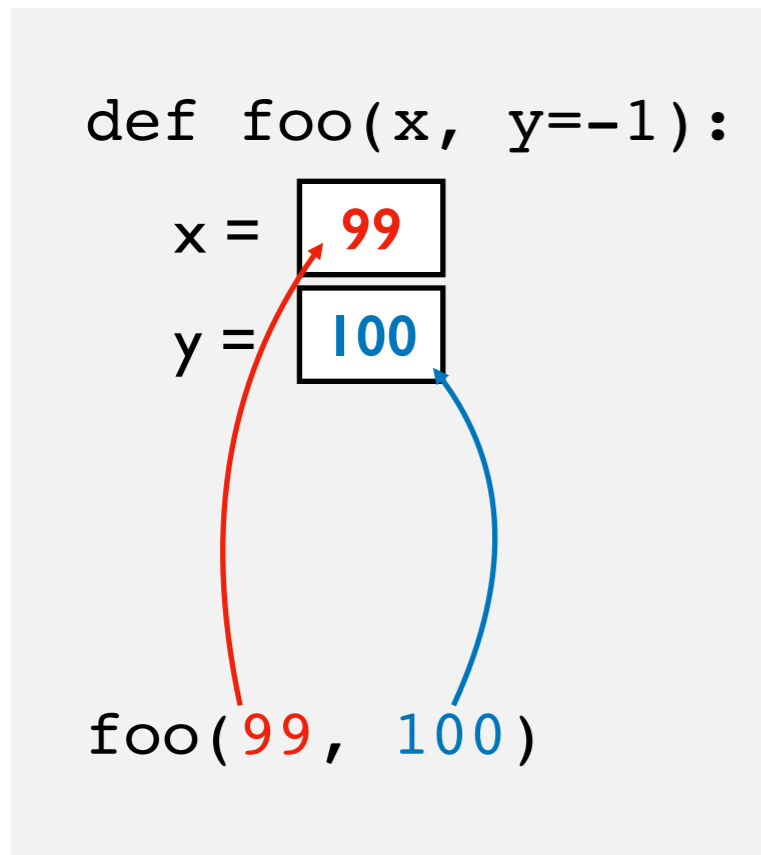 def foo(x, y=-1):
x = 99
y = 100
foo(99, 100)